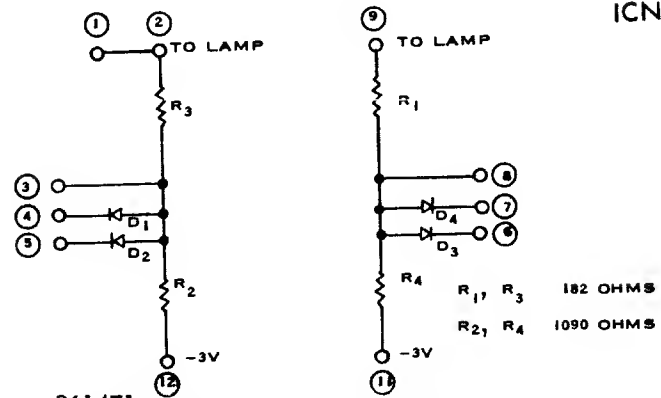 ICN
1 2 TO LAMP
R3
3
4 D1
5 D2
R2
-3V
12
9 TO LAMP
R1
8
D4 7
D3 6
R4
-3V
11
R1, R3 182 OHMS
R2, R4 1090 OHMS